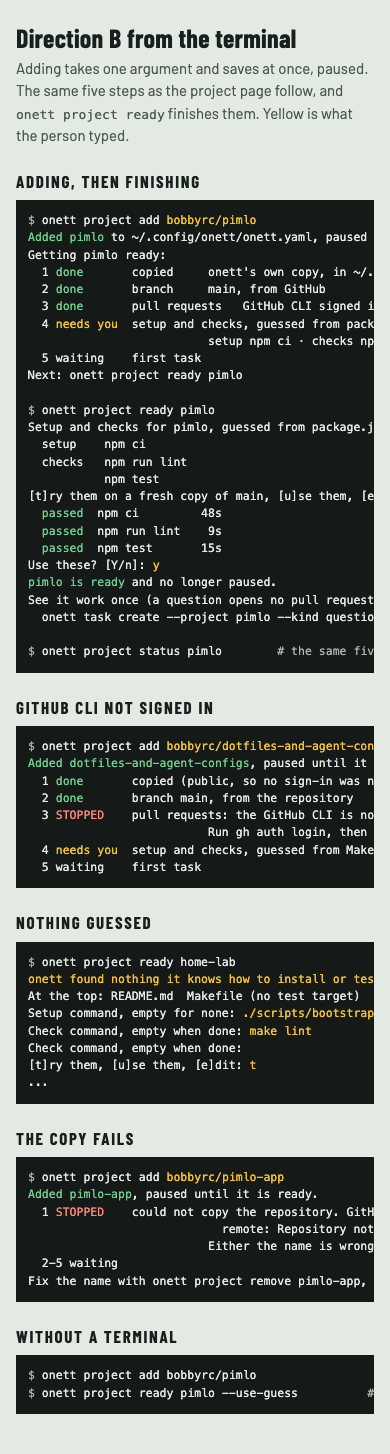 Direction B from the terminal
Adding takes one argument and saves at once, paused.
The same five steps as the project page follow, and
onett project ready finishes them. Yellow is what
the person typed.
ADDING, THEN FINISHING
$ onett project add bobbyrc/pimlo
Added pimlo to ~/.config/onett/onett.yaml, paused
Getting pimlo ready:
1 done copied onett's own copy, in ~/.
2 done branch main, from GitHub
3 done pull requests GitHub CLI signed i
4 needs you setup and checks, guessed from pack
setup npm ci · checks np
5 waiting first task
Next: onett project ready pimlo
$ onett project ready pimlo
Setup and checks for pimlo, guessed from package.j
setup npm ci
checks npm run lint
npm test
[t]ry them on a fresh copy of main, [u]se them, [e
passed npm ci 48s
passed npm run lint 9s
passed npm test 15s
Use these? [Y/n]: y
pimlo is ready and no longer paused.
See it work once (a question opens no pull request
onett task create --project pimlo --kind questio
$ onett project status pimlo # the same fiv
GITHUB CLI NOT SIGNED IN
$ onett project add bobbyrc/dotfiles-and-agent-con
Added dotfiles-and-agent-configs, paused until it
1 done copied (public, so no sign-in was n
2 done branch main, from the repository
3 STOPPED pull requests: the GitHub CLI is no
Run gh auth login, then
4 needs you setup and checks, guessed from Make
5 waiting first task
NOTHING GUESSED
$ onett project ready home-lab
onett found nothing it knows how to install or tes
At the top: README.md Makefile (no test target)
Setup command, empty for none: ./scripts/bootstrap
Check command, empty when done: make lint
Check command, empty when done:
[t]ry them, [u]se them, [e]dit: t
...
THE COPY FAILS
$ onett project add bobbyrc/pimlo-app
Added pimlo-app, paused until it is ready.
1 STOPPED could not copy the repository. GitH
remote: Repository not
Either the name is wrong
2-5 waiting
Fix the name with onett project remove pimlo-app,
WITHOUT A TERMINAL
$ onett project add bobbyrc/pimlo
$ onett project ready pimlo --use-guess #